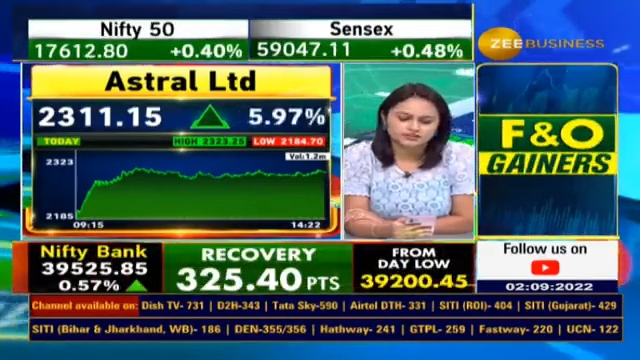 Nifty 50
17612.80 +0.40%
Sensex
59047.11 +0.48%
ZEE BUSINESS
Astral Ltd
2311.15 5.97%
TODAY HIGH 2323.25 LOW 2184.70
Vol:1.2m
2323
2185
09:15 14:22
F&O
GAINERS
Nifty Bank
39525.85
0.57%
RECOVERY
325.40 PTS
FROM
DAY LOW
39200.45
Follow us on
02:09:2022
Channel available on: Dish TV- 731 | D2H-343 | Tata Sky-590 | Airtel DTH- 331 | SITI (ROI)- 404 | SITI (Gujarat)- 429
SITI (Bihar & Jharkhand, WB)- 186 | DEN-355/356 | Hathway- 241 | GTPL- 259 | Fastway- 220 | UCN- 122